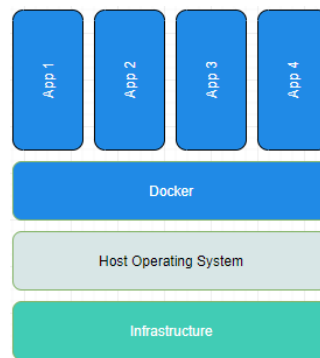 App 1
App 2
App 3
App 4
Docker
Host Operating System
Infrastructure